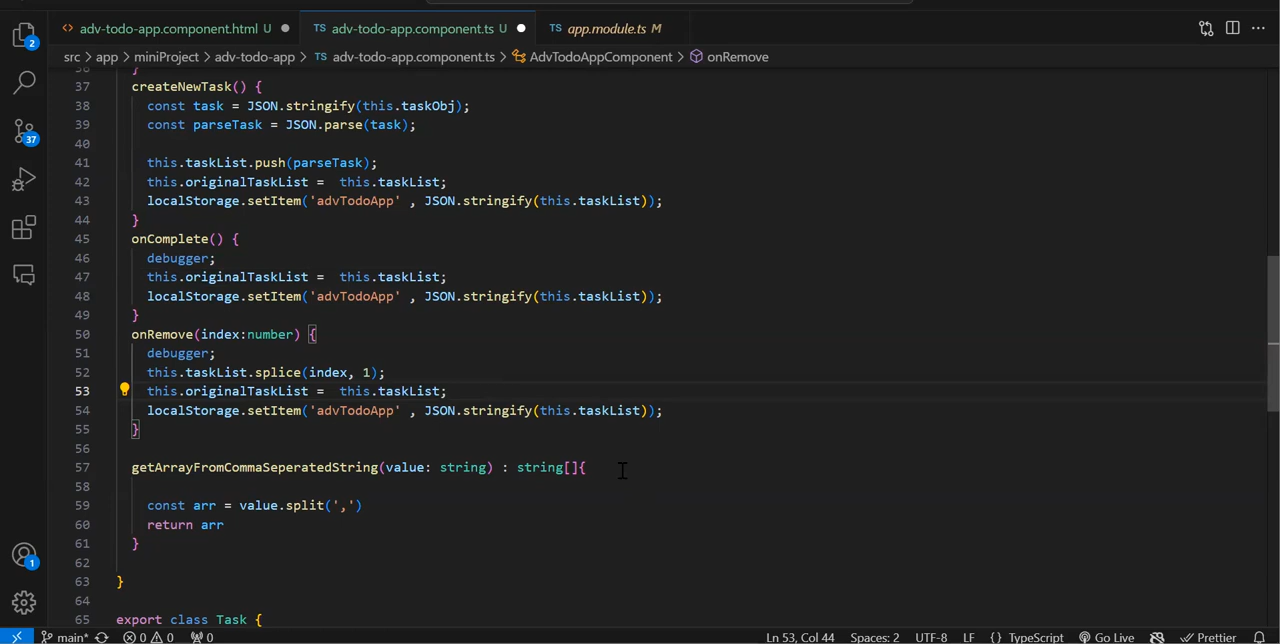 adv-todo-app.component.html U
TS adv-todo-app.component.ts U
TS app.module.ts M
src > app > miniProject > adv-todo-app > TS adv-todo-app.component.ts > AdvTodoAppComponent > onRemove
2
37
1
36 }
37 createNewTask() {
38 const task = JSON.stringify(this.taskObj);
39 const parseTask = JSON.parse(task);
40
41 this.taskList.push(parseTask);
42 this.originalTaskList =  this.taskList;
43 localStorage.setItem('advTodoApp' , JSON.stringify(this.taskList));
44 }
45 onComplete() {
46 debugger;
47 this.originalTaskList =  this.taskList;
48 localStorage.setItem('advTodoApp' , JSON.stringify(this.taskList));
49 }
50 onRemove(index:number) {
51 debugger;
52 this.taskList.splice(index, 1);
53 this.originalTaskList =  this.taskList;
54 localStorage.setItem('advTodoApp' , JSON.stringify(this.taskList));
55 }
56
57 getArrayFromCommaSeperatedString(value: string) : string[]{
58
59 const arr = value.split(',')
60 return arr
61 }
62
63 }
64
65 export class Task {
main* 0 0 0 Ln 53, Col 44 Spaces: 2 UTF-8 LF {} TypeScript Go Live Prettier